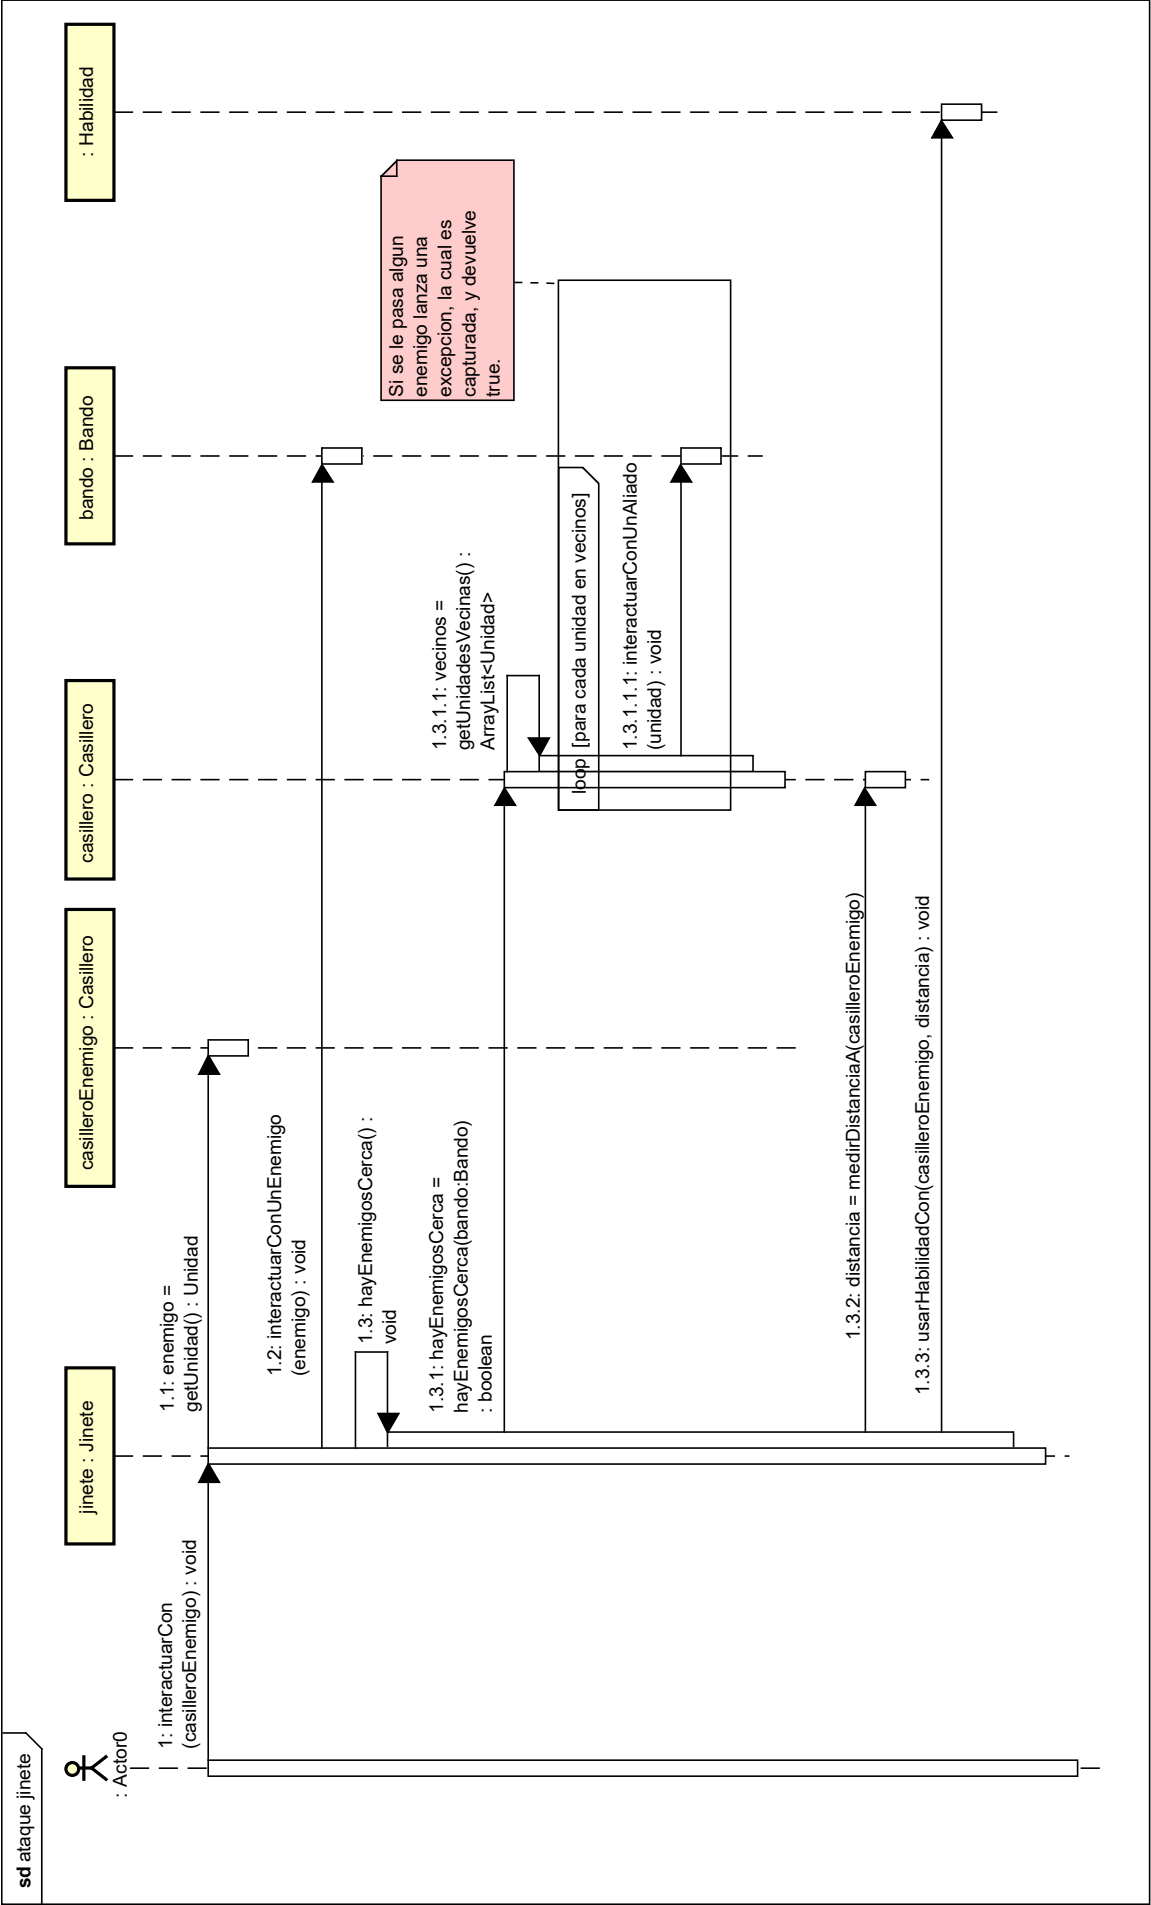 sd ataque jinete
: Actor0
jinete : Jinete
casilleroEnemigo : Casillero
casillero : Casillero
bando : Bando
: Habilidad
1: interactuarCon
(casilleroEnemigo) : void
1.1: enemigo =
getUnidad() : Unidad
1.2: interactuarConUnEnemigo
(enemigo) : void
1.3: hayEnemigosCerca() :
void
1.3.1: hayEnemigosCerca =
hayEnemigosCerca(bando:Bando)
: boolean
1.3.1.1: vecinos =
getUnidadesVecinas() :
ArrayList<Unidad>
Si se le pasa algun
enemigo lanza una
excepcion, la cual es
capturada, y devuelve
true.
loop [para cada unidad en vecinos]
1.3.1.1.1: interactuarConUnAliado
(unidad) : void
1.3.2: distancia = medirDistanciaA(casilleroEnemigo)
1.3.3: usarHabilidadCon(casilleroEnemigo, distancia) : void